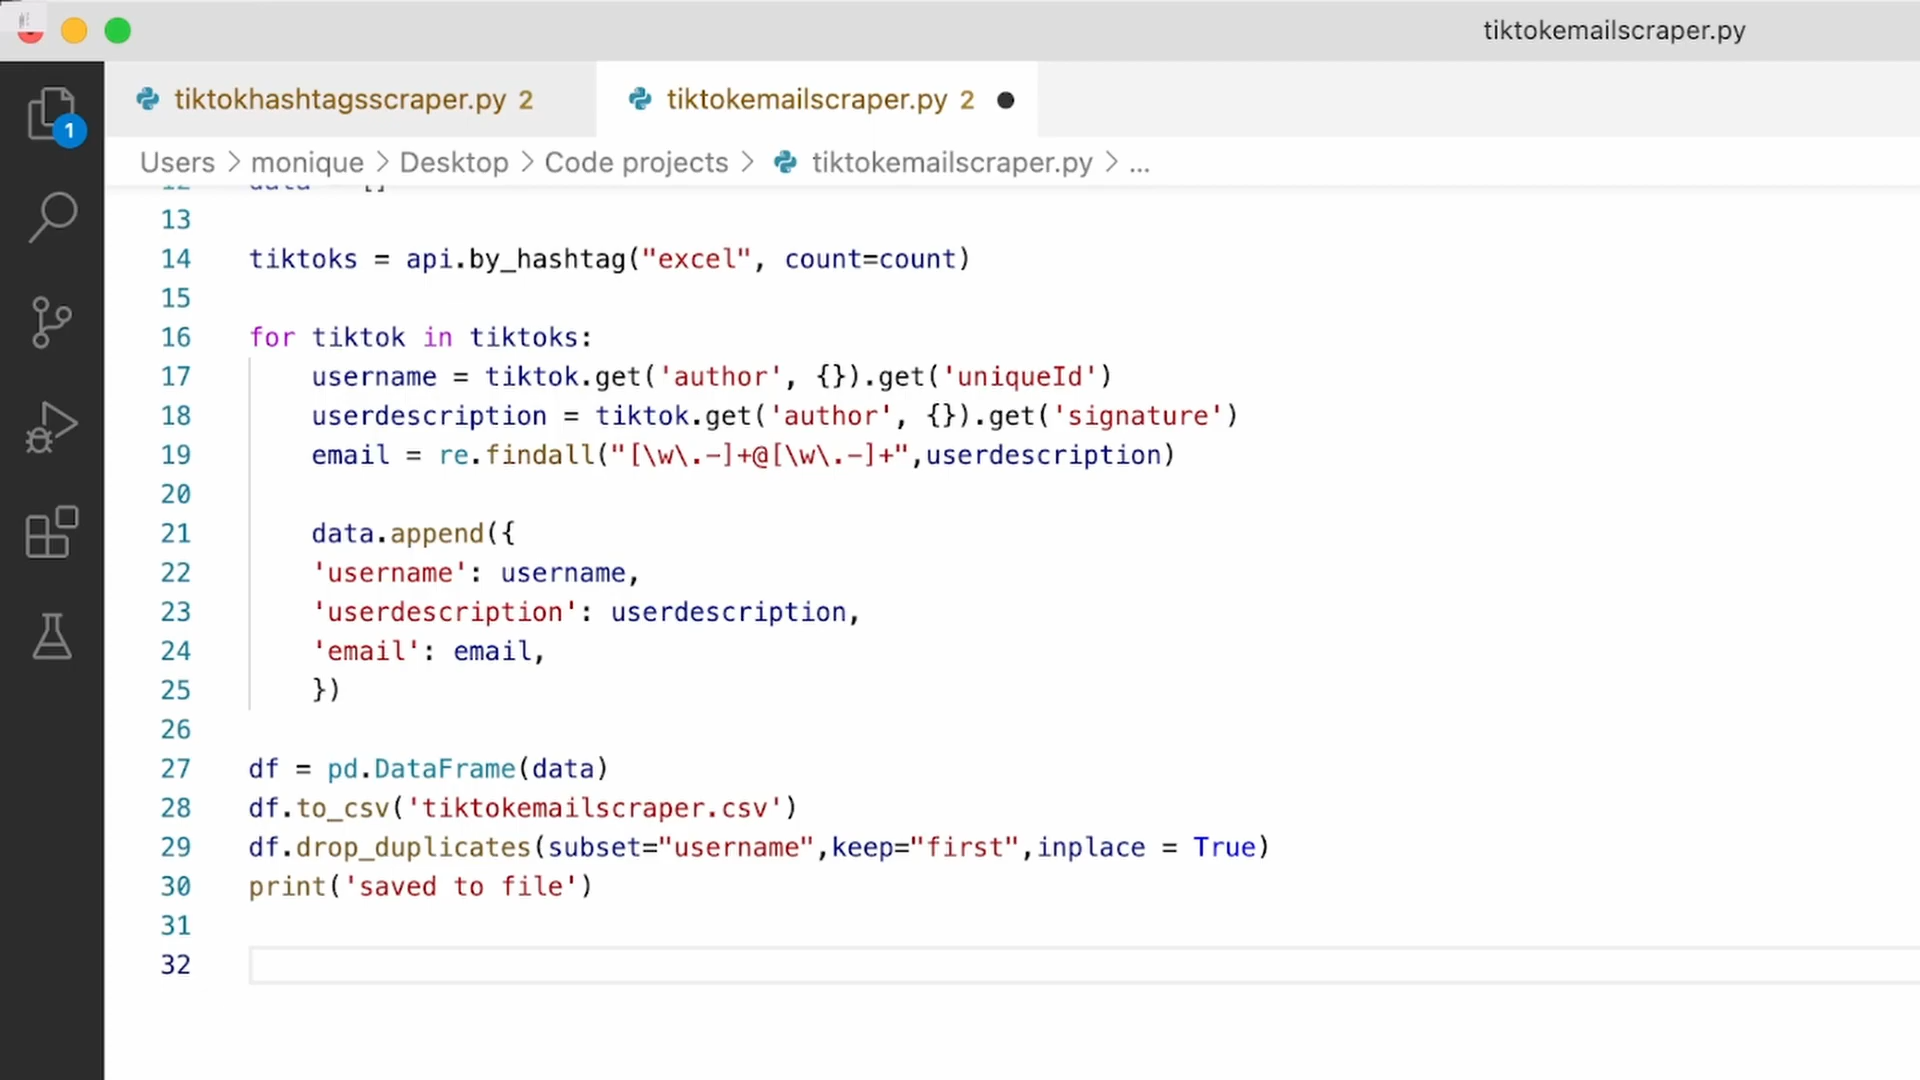 tiktokemailscraper.py
tiktokhashtagsscraper.py 2
tiktokemailscraper.py 2
1
Users > monique > Desktop > Code projects > tiktokemailscraper.py > ...
12 data = []
13
14 tiktoks = api.by_hashtag("excel", count=count)
15
16 for tiktok in tiktoks:
17 username = tiktok.get('author', {}).get('uniqueId')
18 userdescription = tiktok.get('author', {}).get('signature')
19 email = re.findall("[\w\.-]+@[\w\.-]+",userdescription)
20
21 data.append({
22 'username': username,
23 'userdescription': userdescription,
24 'email': email,
25 })
26
27 df = pd.DataFrame(data)
28 df.to_csv('tiktokemailscraper.csv')
29 df.drop_duplicates(subset="username",keep="first",inplace = True)
30 print('saved to file')
31
32